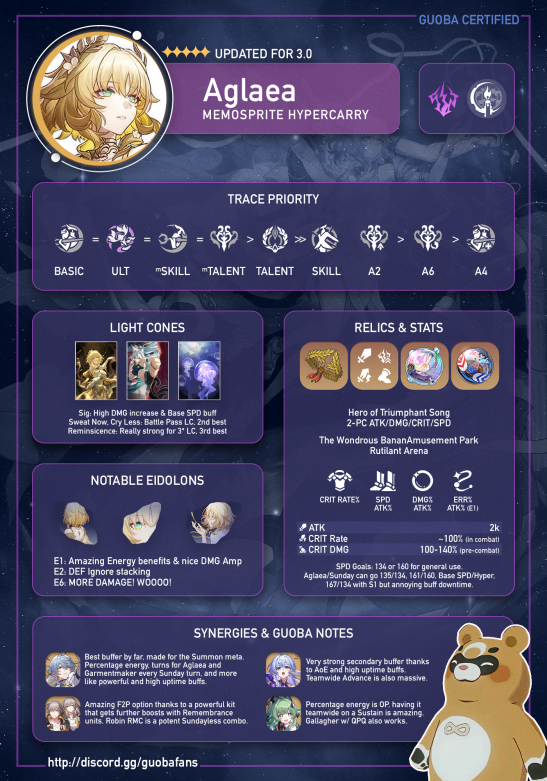 GUOBA CERTIFIED
UPDATED FOR 3.0
Aglaea
MEMOSPRITE HYPERCARRY
TRACE PRIORITY
= = = > >> > >
BASIC ULT mSKILL mTALENT TALENT SKILL A2 A6 A4
LIGHT CONES
Sig: High DMG increase & Base SPD buff
Sweat Now, Cry Less: Battle Pass LC, 2nd best
Reminsicence: Really strong for 3* LC, 3rd best
NOTABLE EIDOLONS
E1: Amazing Energy benefits & nice DMG Amp
E2: DEF Ignore stacking
E6: MORE DAMAGE! WOOOO!
RELICS & STATS
Hero of Triumphant Song
2-PC ATK/DMG/CRIT/SPD
The Wondrous BananAmusement Park
Rutilant Arena
CRIT RATE% SPD DMG% ERR%
ATK% ATK% ATK% (E1)
ATK 2k
CRIT Rate ~100% (in combat)
CRIT DMG 100-140% (pre-combat)
SPD Goals: 134 or 160 for general use.
Aglaea/Sunday can go 135/134, 161/160, Base SPD/Hyper,
167/134 with S1 but annoying buff downtime.
SYNERGIES & GUOBA NOTES
Best buffer by far, made for the Summon meta.
Percentage energy, turns for Aglaea and
Garmentmaker every Sunday turn, and more
like powerful and high uptime buffs.
Very strong secondary buffer thanks
to AoE and high uptime buffs.
Teamwide Advance is also massive.
Amazing F2P option thanks to a powerful kit
that gets further boosts with Remembrance
units. Robin RMC is a potent Sundayless combo.
Percentage energy is OP, having it
teamwide on a Sustain is amazing.
Gallagher w/ QPQ also works.
http://discord.gg/guobafans